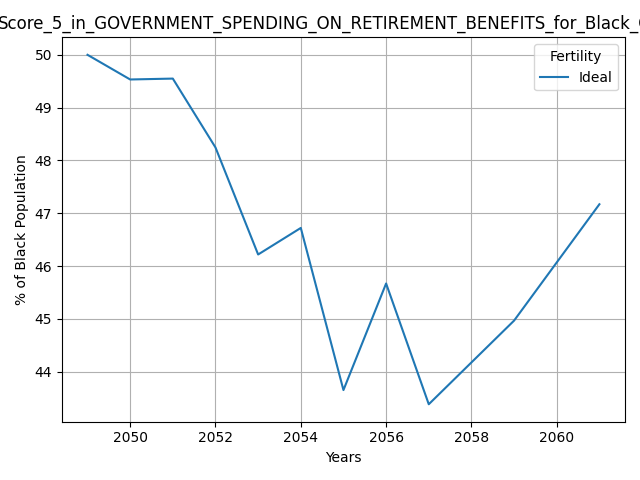 Score_5_in_GOVERNMENT_SPENDING_ON_RETIREMENT_BENEFITS_for_Black_
Fertility
Ideal
50
49
48
47
46
45
44
% of Black Population
2050 2052 2054 2056 2058 2060
Years